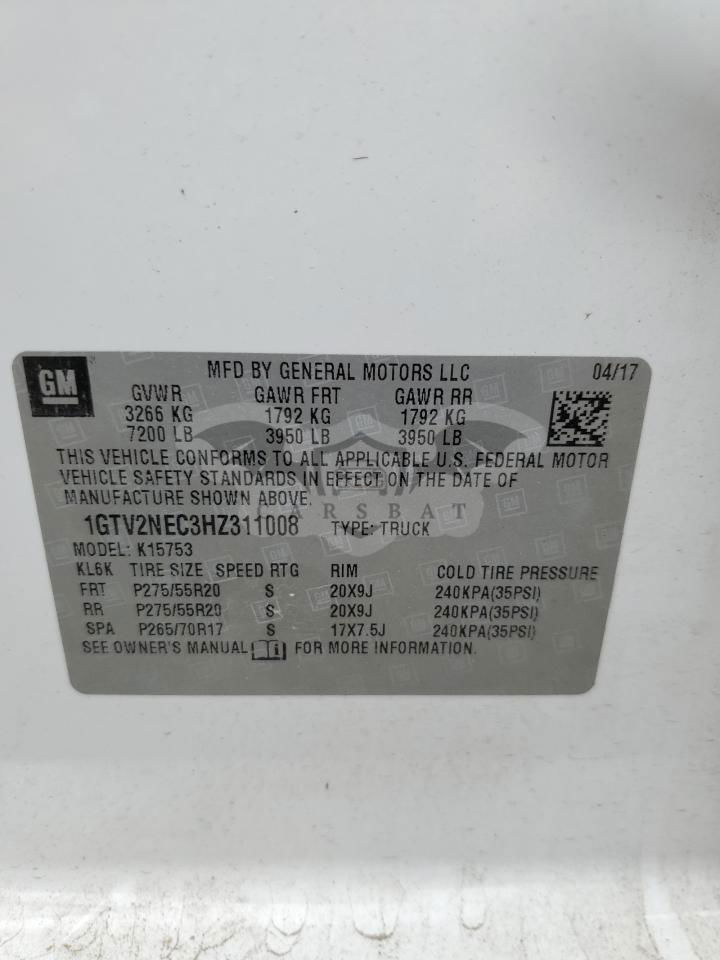 GM
MFD BY GENERAL MOTORS LLC 04/17
GVWR GAWR FRT GAWR RR
3266 KG 1792 KG 1792 KG
7200 LB 3950 LB 3950 LB
THIS VEHICLE CONFORMS TO ALL APPLICABLE U.S. FEDERAL MOTOR
VEHICLE SAFETY STANDARDS IN EFFECT ON THE DATE OF
MANUFACTURE SHOWN ABOVE.
CARSBAT
1GTV2NEC3HZ311008 TYPE: TRUCK
MODEL: K15753
KL6K TIRE SIZE SPEED RTG RIM COLD TIRE PRESSURE
FRT P275/55R20 S 20X9J 240KPA(35PSI)
RR P275/55R20 S 20X9J 240KPA(35PSI)
SPA P265/70R17 S 17X7.5J 240KPA(35PSI)
SEE OWNER'S MANUAL FOR MORE INFORMATION.